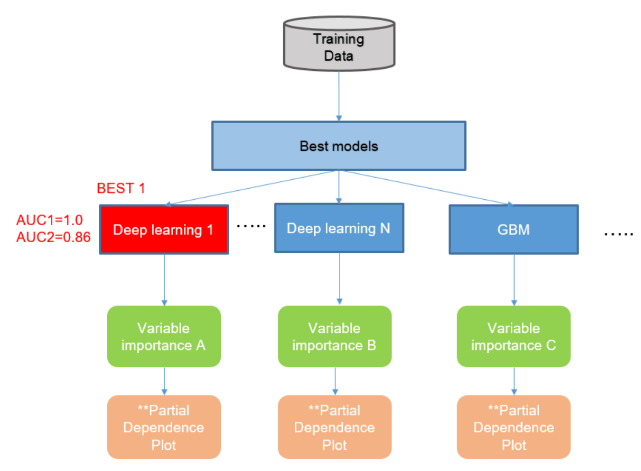 Training
Data
Best models
BEST 1
AUC1=1.0
AUC2=0.86
Deep learning 1
.....
Deep learning N
GBM
.....
Variable
importance A
Variable
importance B
Variable
importance C
**Partial
Dependence
Plot
**Partial
Dependence
Plot
**Partial
Dependence
Plot